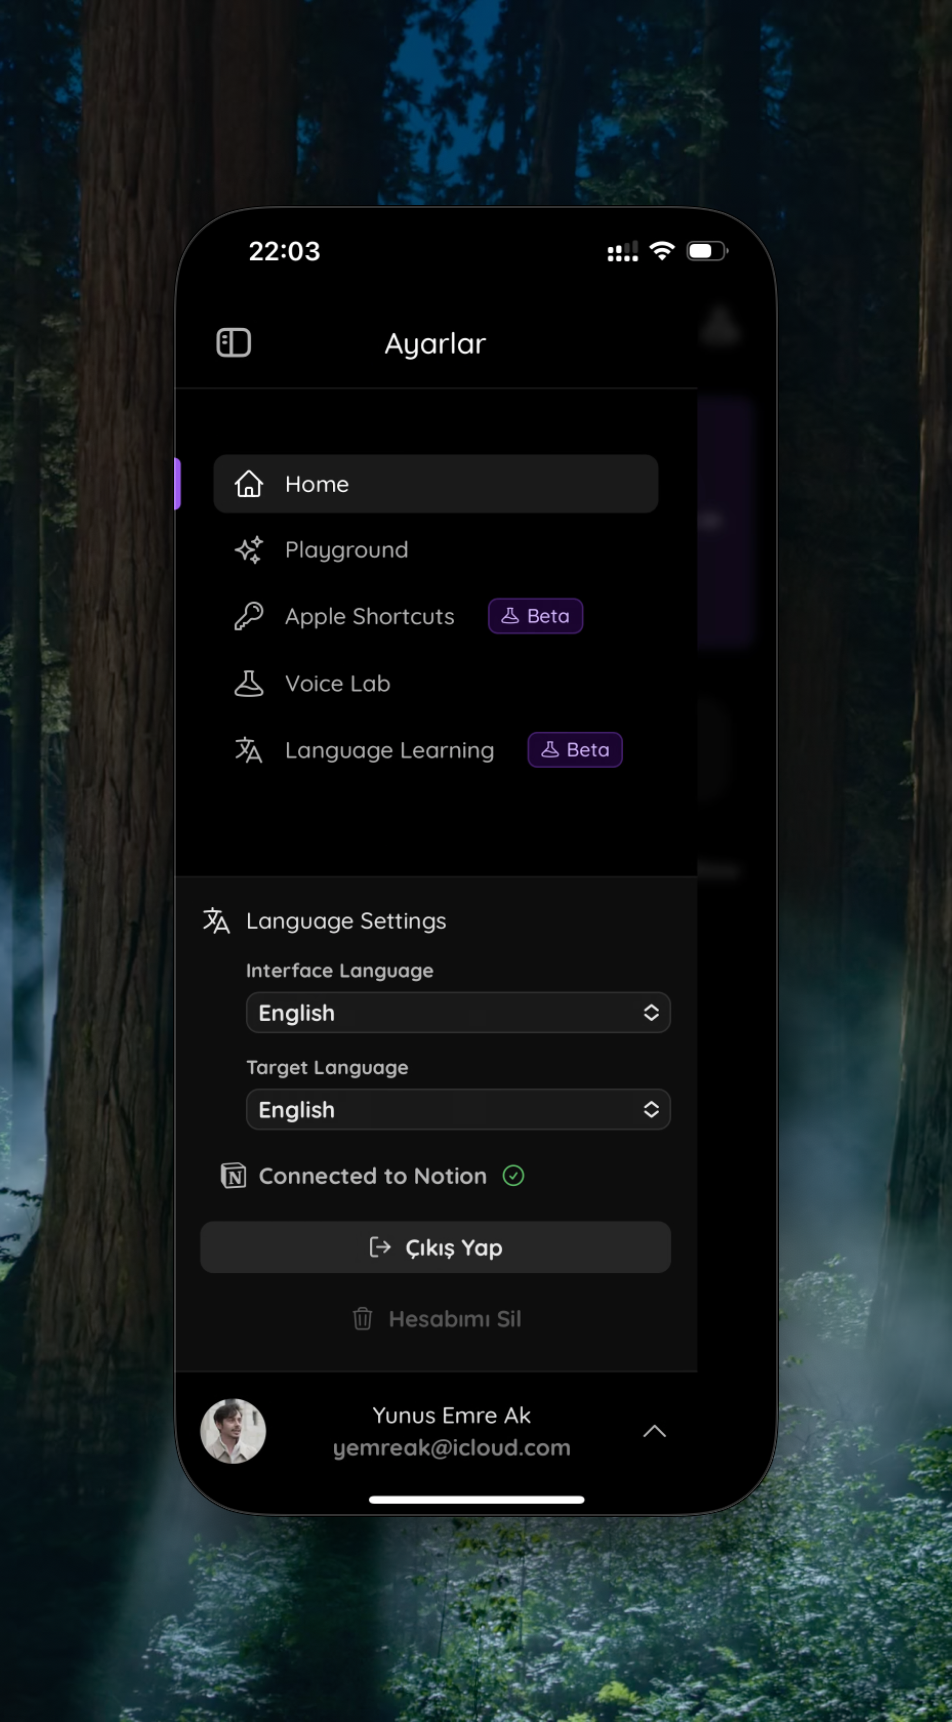 22:03
Ayarlar
Home
Playground
Apple Shortcuts
Beta
Voice Lab
Language Learning
Beta
Language Settings
Interface Language
English
Target Language
English
Connected to Notion
Çıkış Yap
Hesabımı Sil
Yunus Emre Ak
yemreak@icloud.com